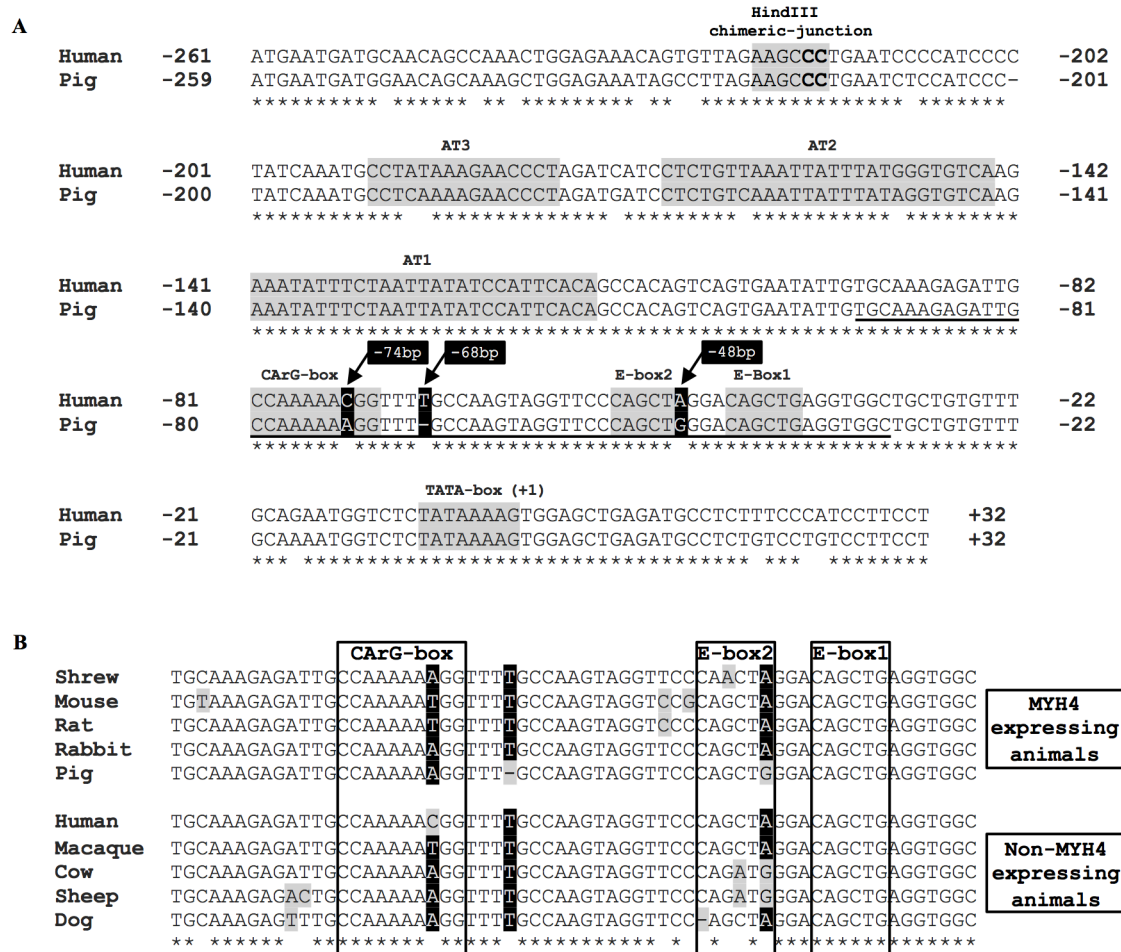 A
HindIII
chimeric-junction
Human -261 ATGAATGATGCAACAGCCAAACTGGAGAAACAGTGTTAGAAGCCCTGAATCCCCATCCCC -202
Pig -259 ATGAATGATGGAACAGCAAAGCTGGAGAAATAGCCTTAGAAGCCCTGAATCTCCATCCC- -201
********** ****** ** ********* **  **************** *******
AT3 AT2
Human -201 TATCAAATGCCTATAAAGAACCCTAGATCATCCTCTGTTAAATTATTTATGGGTGTCAAG -142
Pig -200 TATCAAATGCCTCAAAAGAACCCTAGATGATCCTCTGTCAAATTATTTATAGGTGTCAAG -141
************  ************** ********* *********** *********
AT1
Human -141 AAATATTTCTAATTATATCCATTCACAGCCACAGTCAGTGAATATTGTGCAAAGAGATTG -82
Pig -140 AAATATTTCTAATTATATCCATTCACAGCCACAGTCAGTGAATATTGTGCAAAGAGATTG -81
************************************************************
-74bp -68bp -48bp
CArG-box E-box2 E-Box1
Human -81 CCAAAAACGGTTTTGCCAAGTAGGTTCCCAGCTAGGACAGCTGAGGTGGCTGCTGTGTTT -22
Pig -80 CCAAAAAAGGTTT-GCCAAGTAGGTTCCCAGCTGGGACAGCTGAGGTGGCTGCTGTGTTT -22
******* ***** ******************* **************************
TATA-box (+1)
Human -21 GCAGAATGGTCTCTATAAAAGTGGAGCTGAGATGCCTCTTTCCCATCCTTCCT +32
Pig -21 GCAAAATGGTCTCTATAAAAGTGGAGCTGAGATGCCTCTGTCCTGTCCTTCCT +32
*** *********************************** ***  ********
B
CArG-box E-box2 E-box1
Shrew TGCAAAGAGATTGCCAAAAAAGGTTTTGCCAAGTAGGTTCCCAACTAGGACAGCTGAGGTGGC
Mouse TGTAAAGAGATTGCCAAAAATGGTTTTGCCAAGTAGGTCCGCAGCTAGGACAGCTGAGGTGGC
Rat TGCAAAGAGATTGCCAAAAATGGTTTTGCCAAGTAGGTCCCCAGCTAGGACAGCTGAGGTGGC
Rabbit TGCAAAGAGATTGCCAAAAAAGGTTTTGCCAAGTAGGTTCCCAGCTAGGACAGCTGAGGTGGC
Pig TGCAAAGAGATTGCCAAAAAAGGTTT-GCCAAGTAGGTTCCCAGCTGGGACAGCTGAGGTGGC
MYH4
expressing
animals
Human TGCAAAGAGATTGCCAAAAACGGTTTTGCCAAGTAGGTTCCCAGCTAGGACAGCTGAGGTGGC
Macaque TGCAAAGAGATTGCCAAAAATGGTTTTGCCAAGTAGGTTCCCAGCTAGGACAGCTGAGGTGGC
Cow TGCAAAGAGATTGCCAAAAAAGGTTTTGCCAAGTAGGTTCCCAGATGGGACAGCTGAGGTGGC
Sheep TGCAAAGAGACTGCCAAAAAAGGTTTTGCCAAGTAGGTTCCCAGATGGGACAGCTGAGGTGGC
Dog TGCAAAGAGTTTGCCAAAAAAGGTTTTGCCAAGTAGGTTCC-AGCTAGGACAGCTGAGGTGGC
** ******  ********* ***** *********** *  *  * ****************
Non-MYH4
expressing
animals